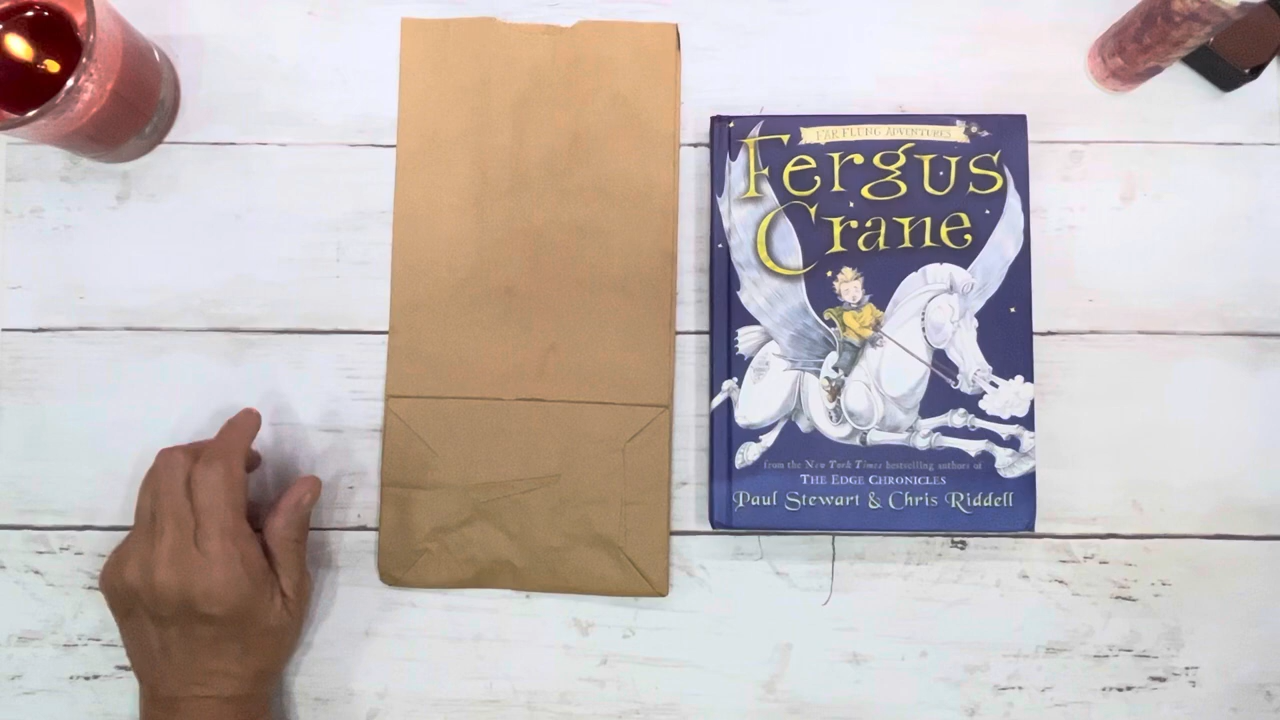 FAR-FLUNG ADVENTURES
Fergus
Crane
from the New York Times bestselling authors of
THE EDGE CHRONICLES
Paul Stewart & Chris Riddell